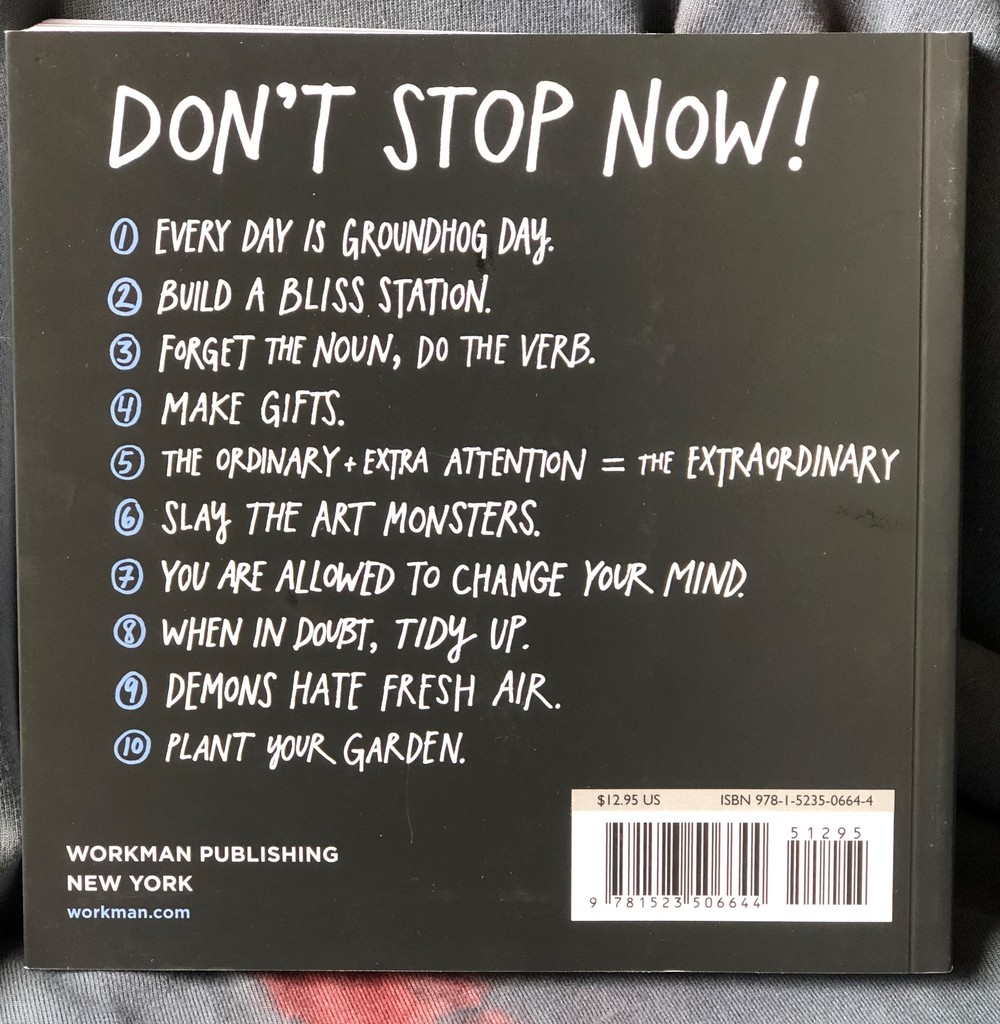 DON'T STOP NOW!
1 EVERY DAY IS GROUNDHOG DAY.
2 BUILD A BLISS STATION.
3 FORGET THE NOUN, DO THE VERB.
4 MAKE GIFTS.
5 THE ORDINARY + EXTRA ATTENTION = THE EXTRAORDINARY
6 SLAY THE ART MONSTERS.
7 YOU ARE ALLOWED TO CHANGE YOUR MIND.
8 WHEN IN DOUBT, TIDY UP.
9 DEMONS HATE FRESH AIR.
10 PLANT YOUR GARDEN.
$12.95 US ISBN 978-1-5235-0664-4
51295
9 781523 506644
WORKMAN PUBLISHING
NEW YORK
workman.com